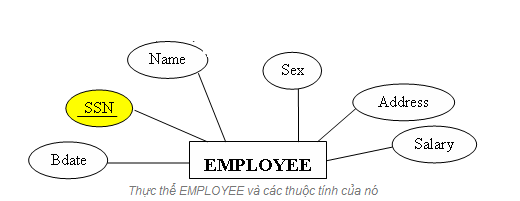 Name
Sex
SSN
Address
Salary
Bdate
EMPLOYEE
Thực thể EMPLOYEE và các thuộc tính của nó